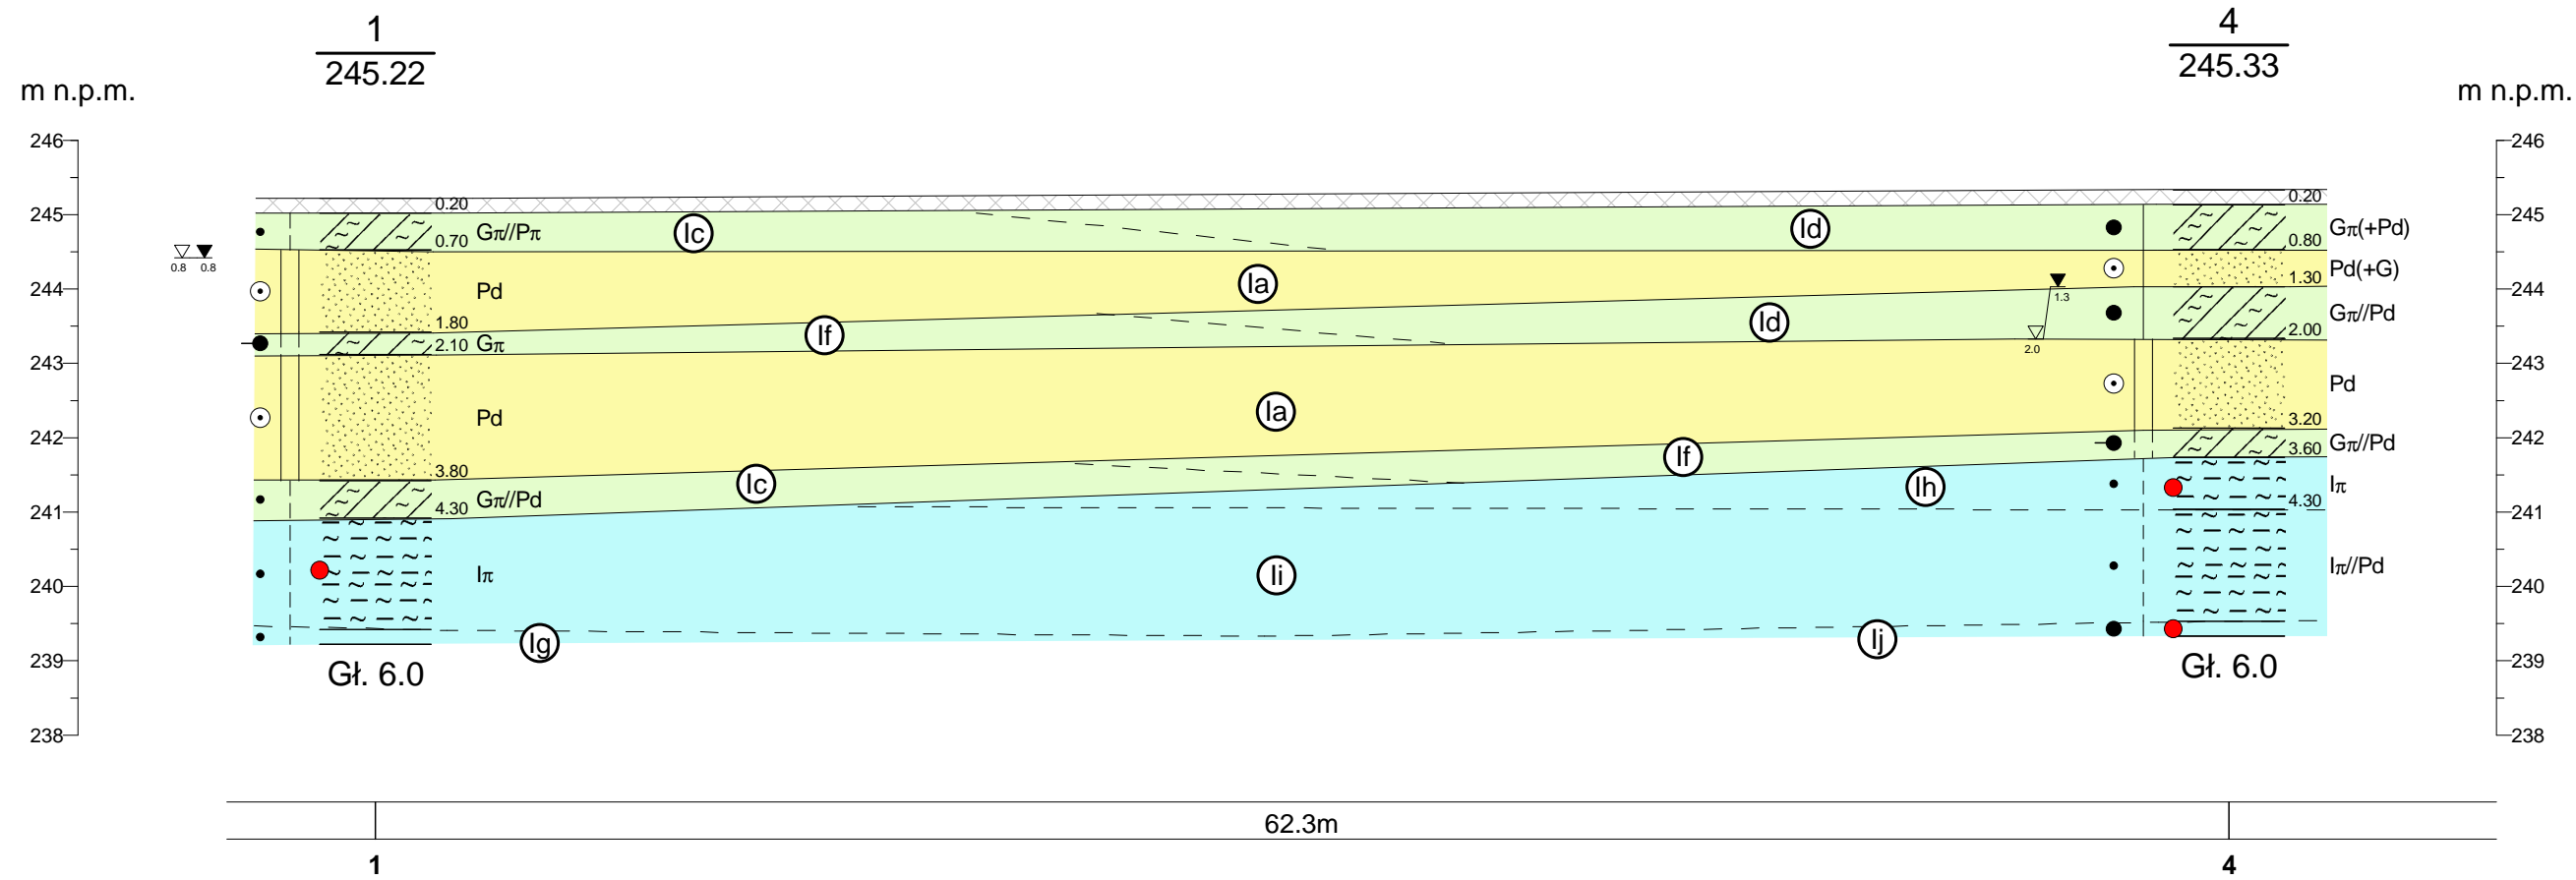 1
245.22
4
245.33
m n.p.m.
m n.p.m.
246
246
0.20
0.20
245
245
0.8 0.8
Gπ//Pπ
0.70
Ic
Id
Gπ(+Pd)
0.80
Pd(+G)
1.30
244
244
Pd
Ia
1.3
Gπ//Pd
1.80
If
Id
2.00
2.10 Gπ
2.0
243
243
Pd
Ia
Pd
3.20
242
242
3.80
If
Gπ//Pd
3.60
Ic
Ih
Iπ
4.30 Gπ//Pd
4.30
241
241
Iπ
Ii
Iπ//Pd
240
240
Ig
Ij
239
239
Gł. 6.0
Gł. 6.0
238
238
62.3m
1
4